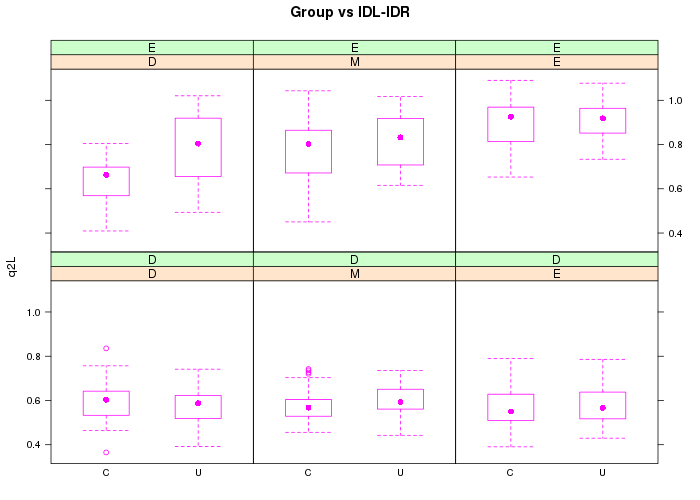 Group vs IDL-IDR
E E E
D M E
1.0
0.8
0.6
0.4
q2L
D D D
D M E
1.0
0.8
0.6
0.4
C U C U C U